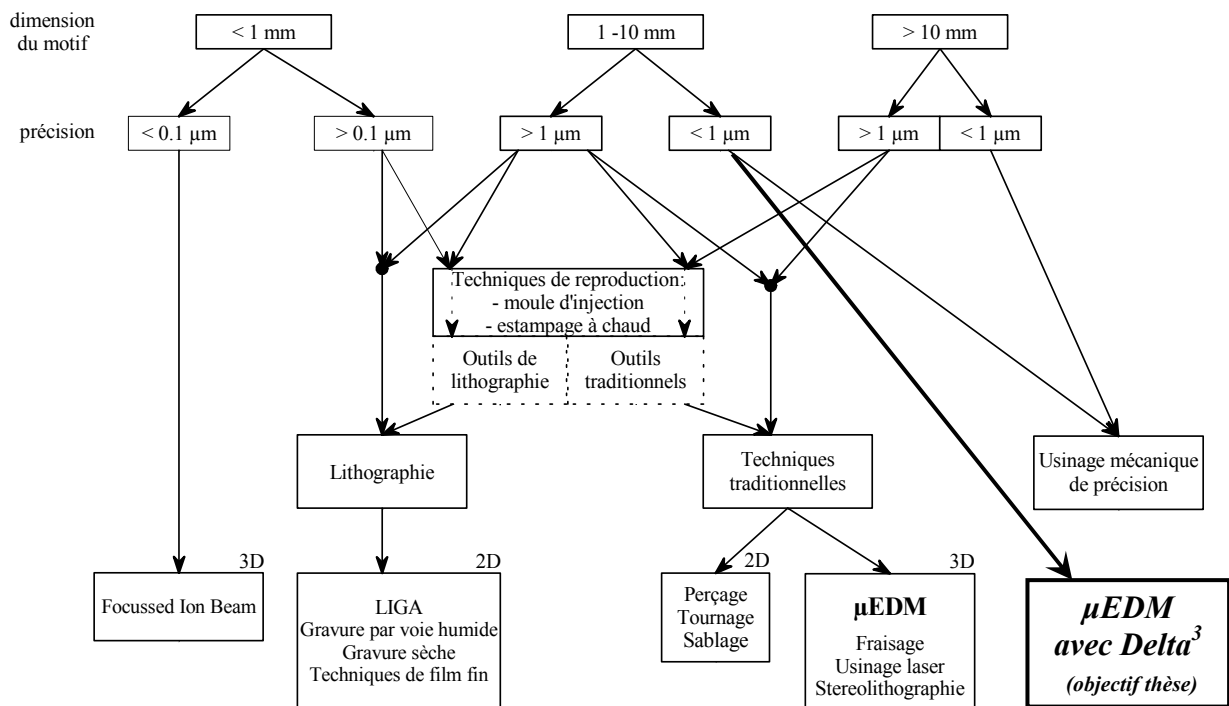 dimension
du motif
< 1 mm
1 -10 mm
> 10 mm
précision
< 0.1 µm
> 0.1 µm
> 1 µm
< 1 µm
> 1 µm
< 1 µm
Techniques de reproduction:
- moule d'injection
- estampage à chaud
Outils de
lithographie
Outils
traditionnels
Lithographie
Techniques
traditionnelles
Usinage mécanique
de précision
3D
Focussed Ion Beam
2D
LIGA
Gravure par voie humide
Gravure sèche
Techniques de film fin
2D
Perçage
Tournage
Sablage
3D
µEDM
Fraisage
Usinage laser
Stereolithographie
µEDM
avec Delta³
(objectif thèse)